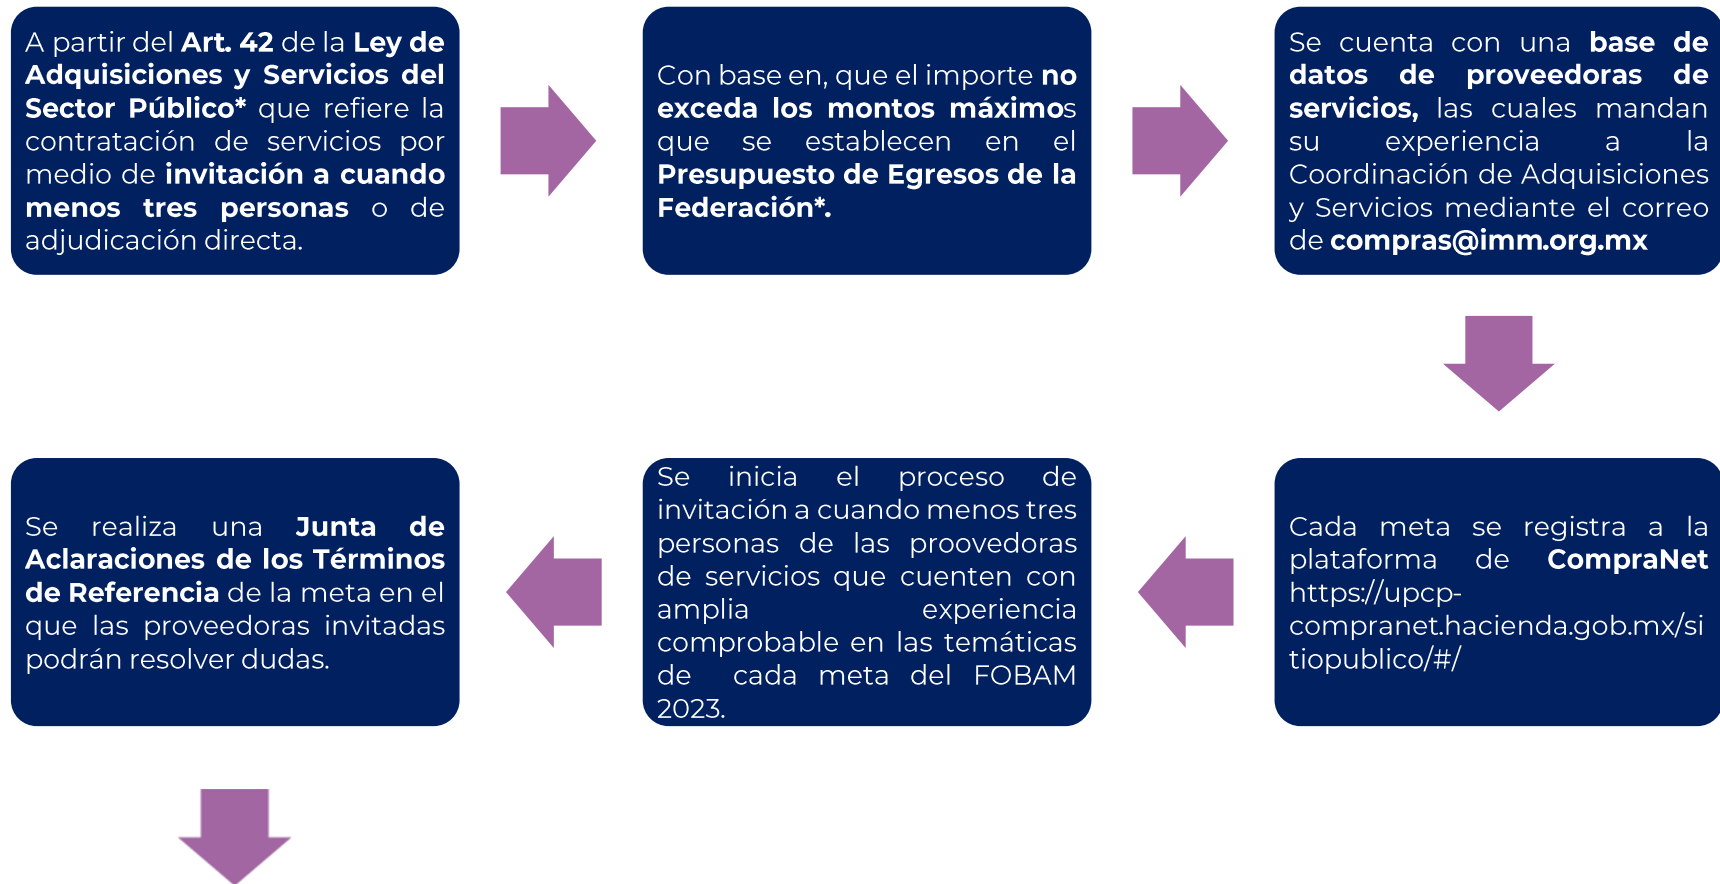 A partir del Art. 42 de la Ley de
Adquisiciones y Servicios del
Sector Público* que refiere la
contratación de servicios por
medio de invitación a cuando
menos tres personas o de
adjudicación directa.
Con base en, que el importe no
exceda los montos máximos
que se establecen en el
Presupuesto de Egresos de la
Federación*.
Se cuenta con una base de
datos de proveedoras de
servicios, las cuales mandan
su experiencia a la
Coordinación de Adquisiciones
y Servicios mediante el correo
de compras@imm.org.mx
Cada meta se registra a la
plataforma de CompraNet
https://upcp-
compranet.hacienda.gob.mx/si
tiopublico/#/
Se inicia el proceso de
invitación a cuando menos tres
personas de las proovedoras
de servicios que cuenten con
amplia experiencia
comprobable en las temáticas
de cada meta del FOBAM
2023.
Se realiza una Junta de
Aclaraciones de los Términos
de Referencia de la meta en el
que las proveedoras invitadas
podrán resolver dudas.